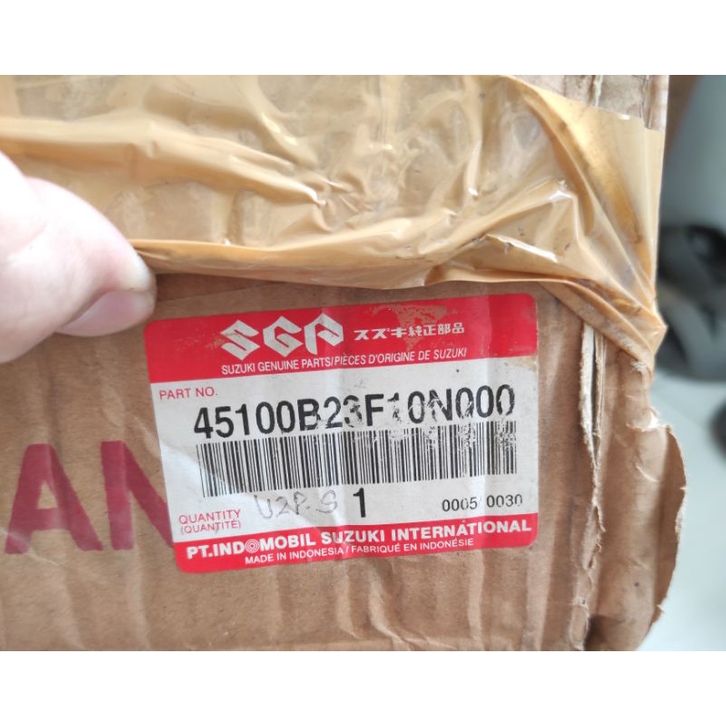 SGP スズキ純正部品
SUZUKI GENUINE PARTS/PIÈCES D'ORIGINE DE SUZUKI
PART NO.
45100B23F10N000
QUANTITY
(QUANTITÉ)
U2P.S 1
0005 0030
PT.INDOMOBIL SUZUKI INTERNATIONAL
MADE IN INDONESIA / FABRIQUÉ EN INDONÉSIE
AN